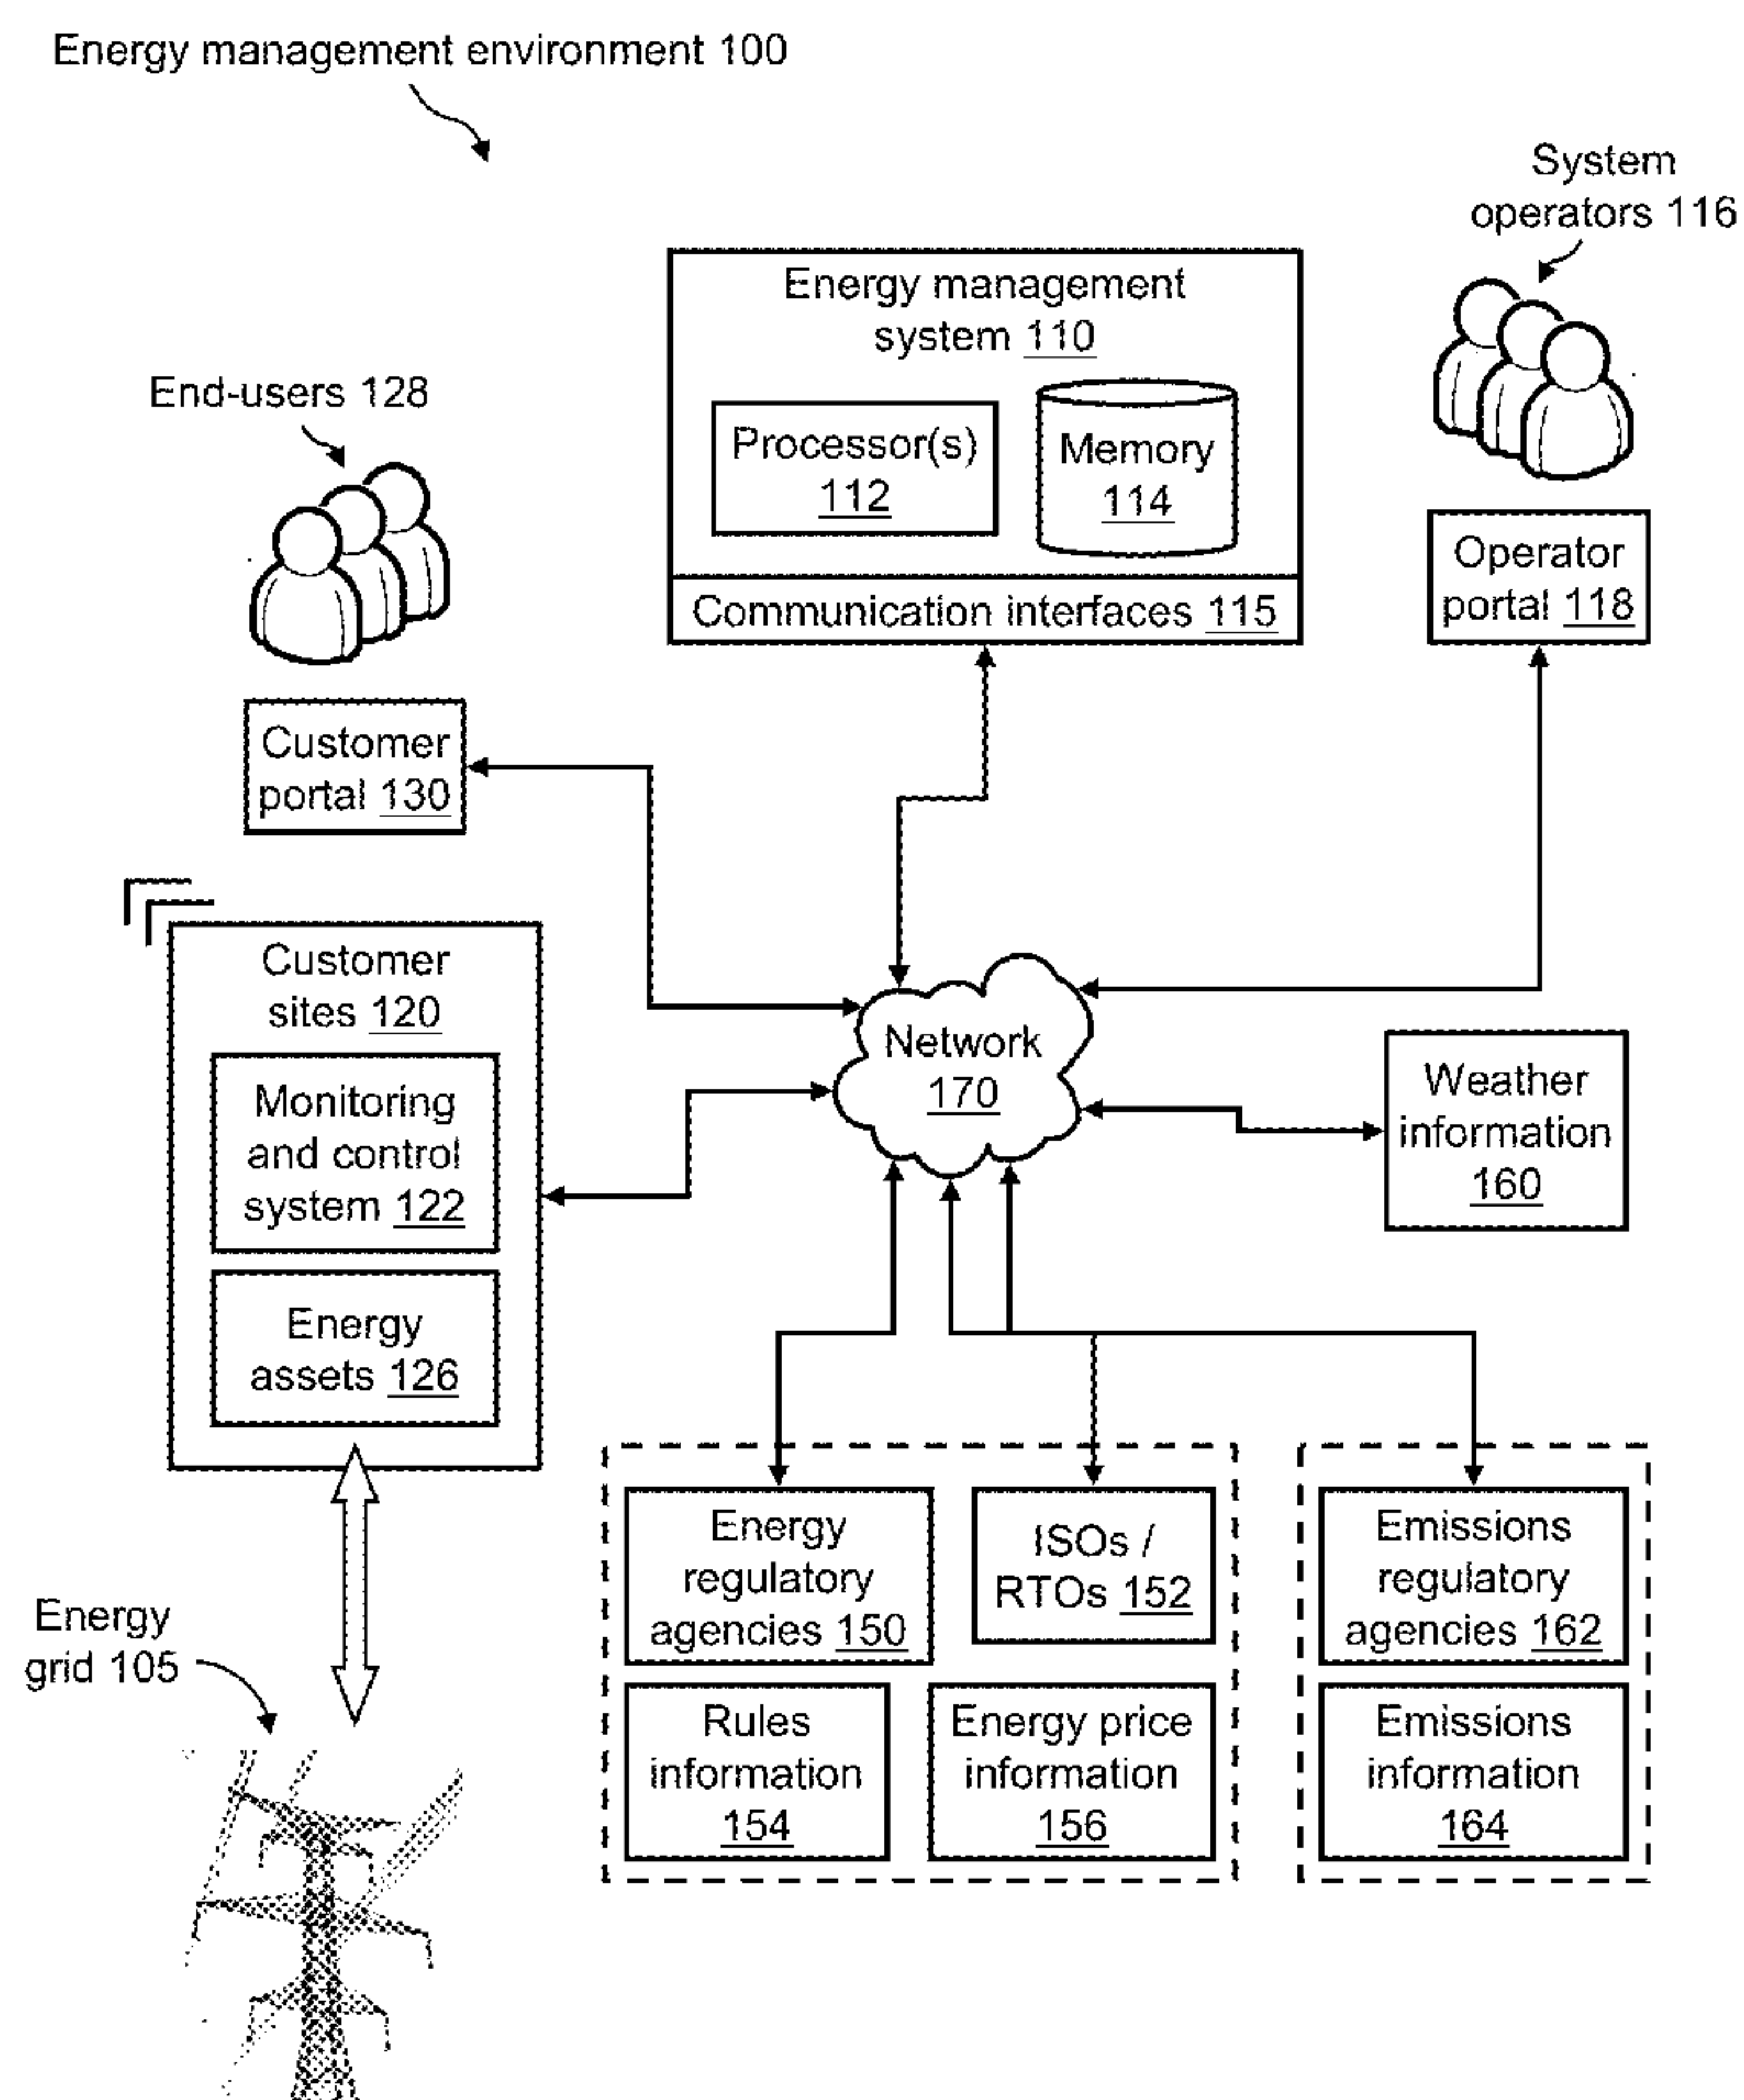 Energy management environment 100
System
operators 116
Energy management
system 110
Processor(s)
112
Memory
114
Communication interfaces 115
End-users 128
Operator
portal 118
Customer
portal 130
Customer
sites 120
Monitoring
and control
system 122
Energy
assets 126
Network
170
Weather
information
160
Energy
grid 105
Energy
regulatory
agencies 150
ISOs /
RTOs 152
Rules
information
154
Energy price
information
156
Emissions
regulatory
agencies 162
Emissions
information
164